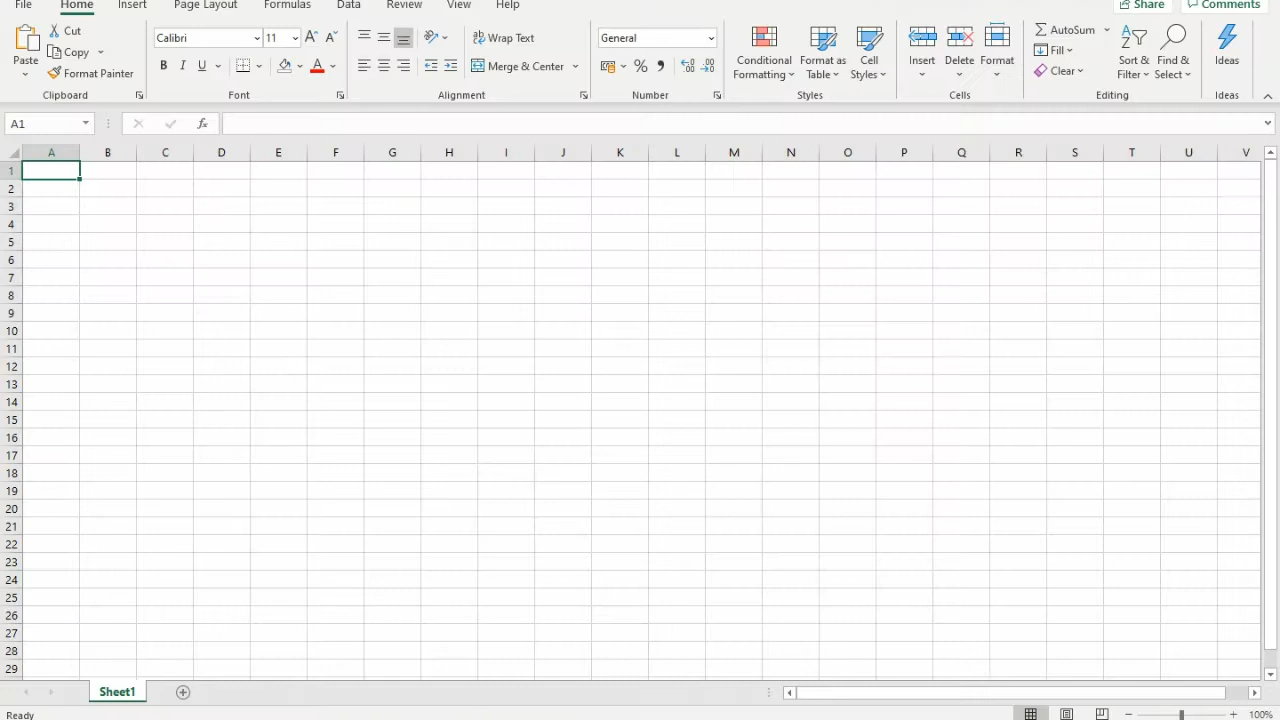 File Home Insert Page Layout Formulas Data Review View Help Share Comments
Cut
Copy
Format Painter
Paste
Clipboard
Calibri 11 A A
B I U A
Font
ab Wrap Text
Merge & Center
Alignment
General
% 9 .00 .0
Number
Conditional Formatting
Format as Table
Cell Styles
Styles
Insert Delete Format
Cells
AutoSum
Fill
Clear
Sort & Filter
Find & Select
Editing
Ideas
Ideas
A1 fx
A B C D E F G H I J K L M N O P Q R S T U V
1
2
3
4
5
6
7
8
9
10
11
12
13
14
15
16
17
18
19
20
21
22
23
24
25
26
27
28
29
Sheet1
Ready 100%